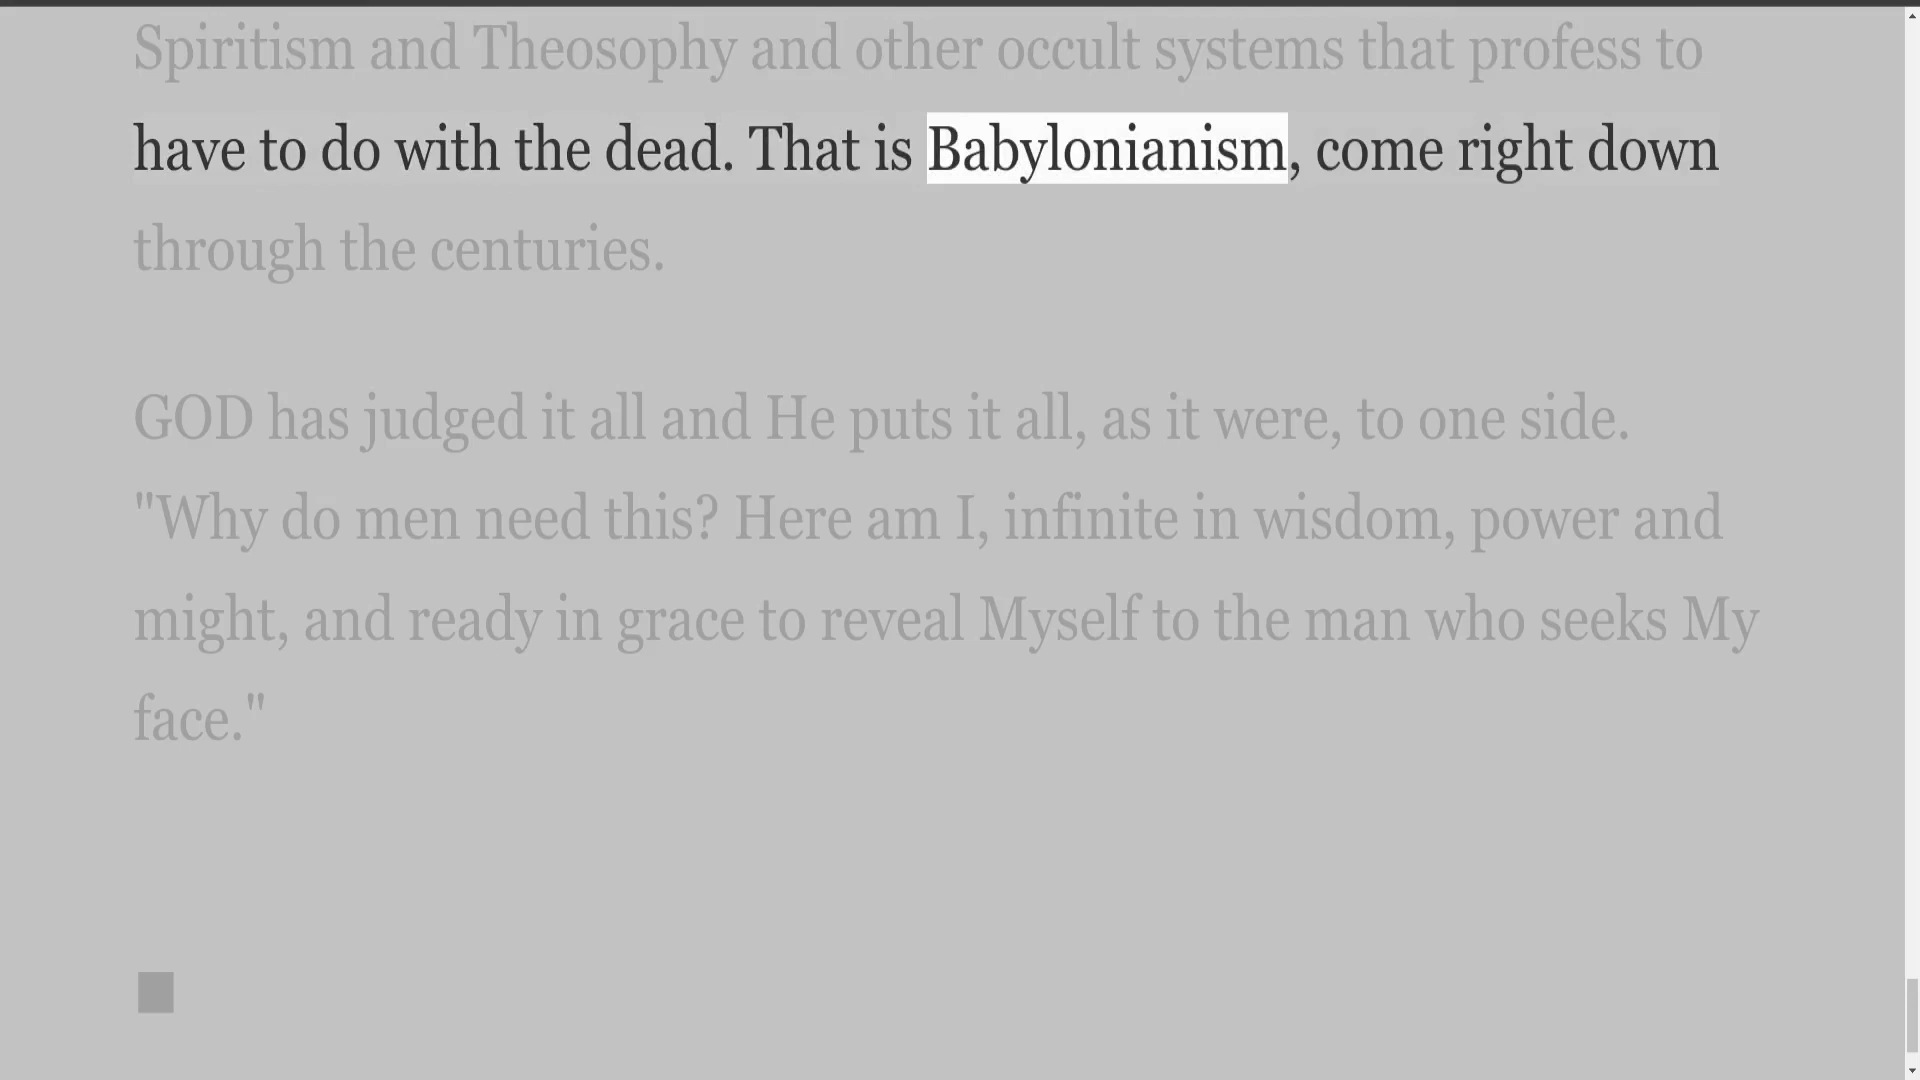 Spiritism and Theosophy and other occult systems that profess to
have to do with the dead. That is Babylonianism, come right down
through the centuries.
GOD has judged it all and He puts it all, as it were, to one side.
"Why do men need this? Here am I, infinite in wisdom, power and
might, and ready in grace to reveal Myself to the man who seeks My
face."